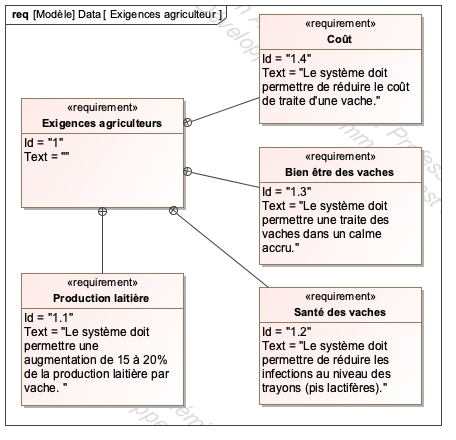 req [Modèle] Data [ Exigences agriculteur ]
«requirement»
Coût
Id = "1.4"
Text = "Le système doit
permettre de réduire le coût
de traite d'une vache."
«requirement»
Exigences agriculteurs
Id = "1"
Text = ""
«requirement»
Bien être des vaches
Id = "1.3"
Text = "Le système doit
permettre une traite des
vaches dans un calme
accru."
«requirement»
Production laitière
Id = "1.1"
Text = "Le système doit
permettre une
augmentation de 15 à 20%
de la production laitière par
vache. "
«requirement»
Santé des vaches
Id = "1.2"
Text = "Le système doit
permettre de réduire les
infections au niveau des
trayons (pis lactifères)."